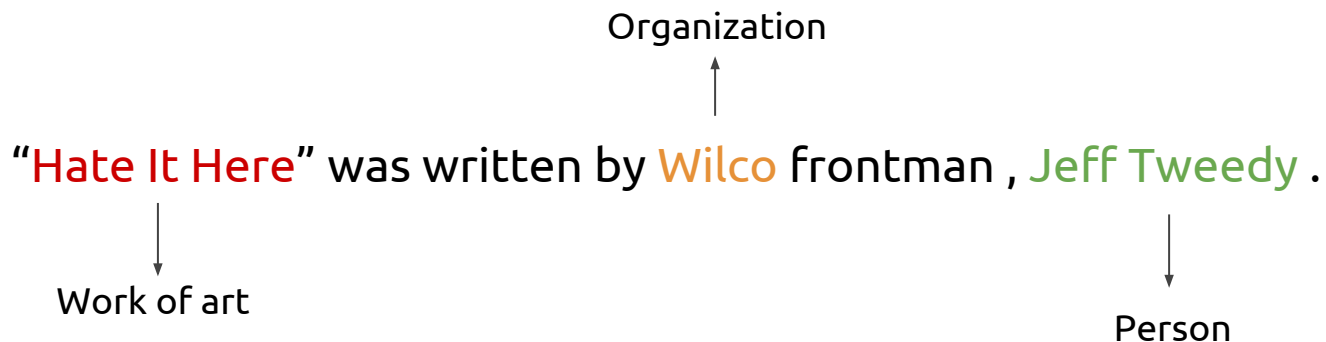 Organization
“Hate It Here” was written by Wilco frontman , Jeff Tweedy .
Work of art
Person